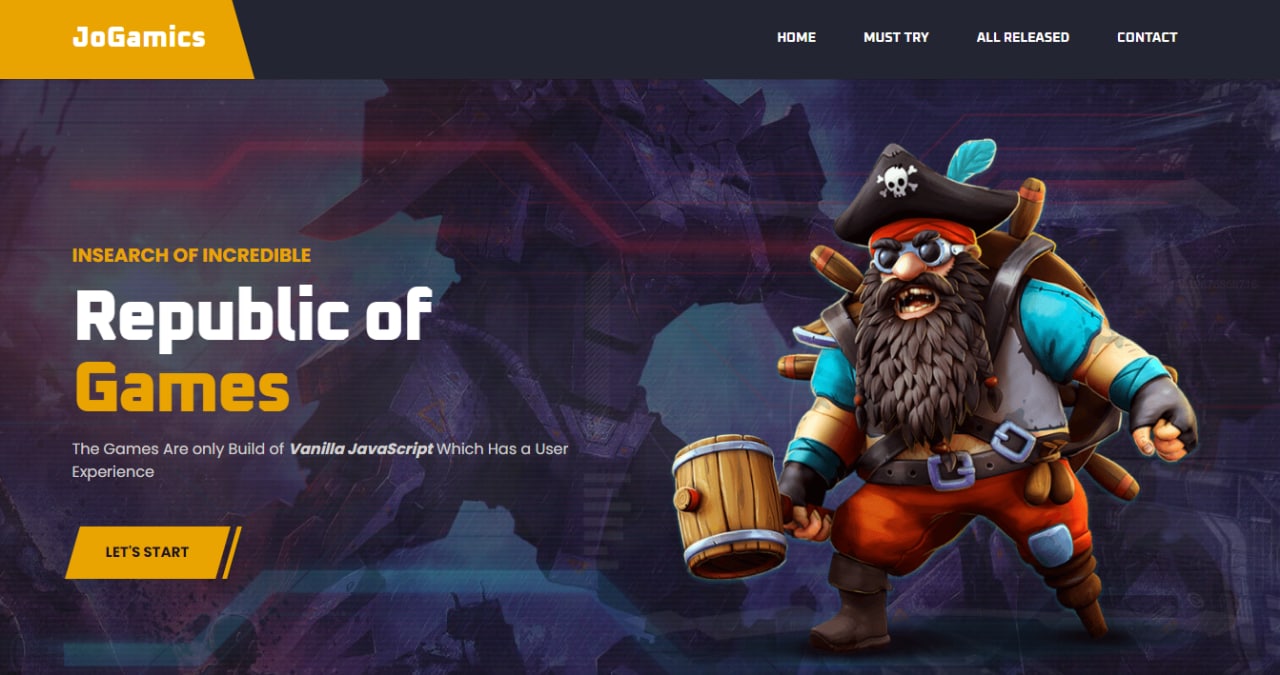 JoGamics
HOME MUST TRY ALL RELEASED CONTACT
INSEARCH OF INCREDIBLE
Republic of
Games
The Games Are only Build of Vanilla JavaScript Which Has a User
Experience
LET'S START